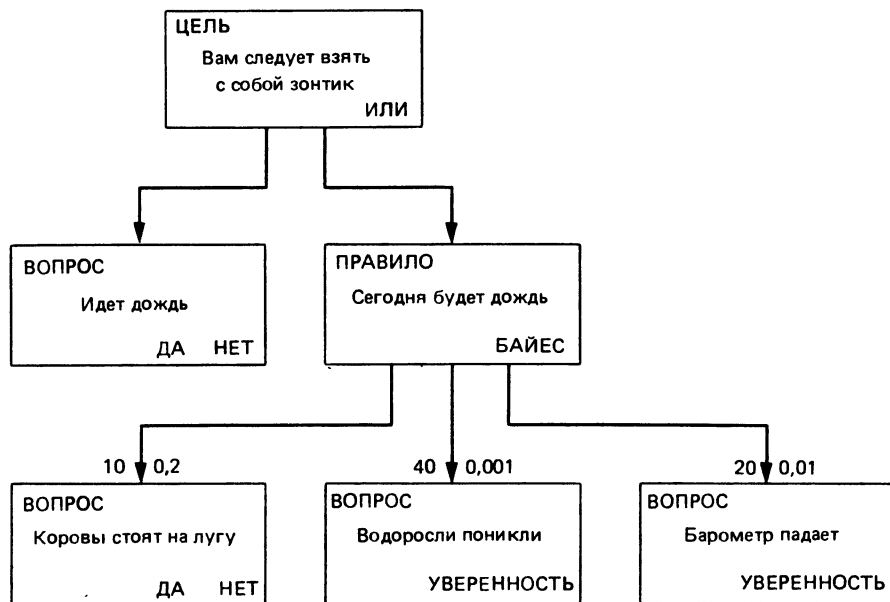 ЦЕЛЬ
Вам следует взять
с собой зонтик
ИЛИ
ВОПРОС
Идет дождь
ДА НЕТ
ПРАВИЛО
Сегодня будет дождь
БАЙЕС
10 0,2
ВОПРОС
Коровы стоят на лугу
ДА НЕТ
40 0,001
ВОПРОС
Водоросли поникли
УВЕРЕННОСТЬ
20 0,01
ВОПРОС
Барометр падает
УВЕРЕННОСТЬ